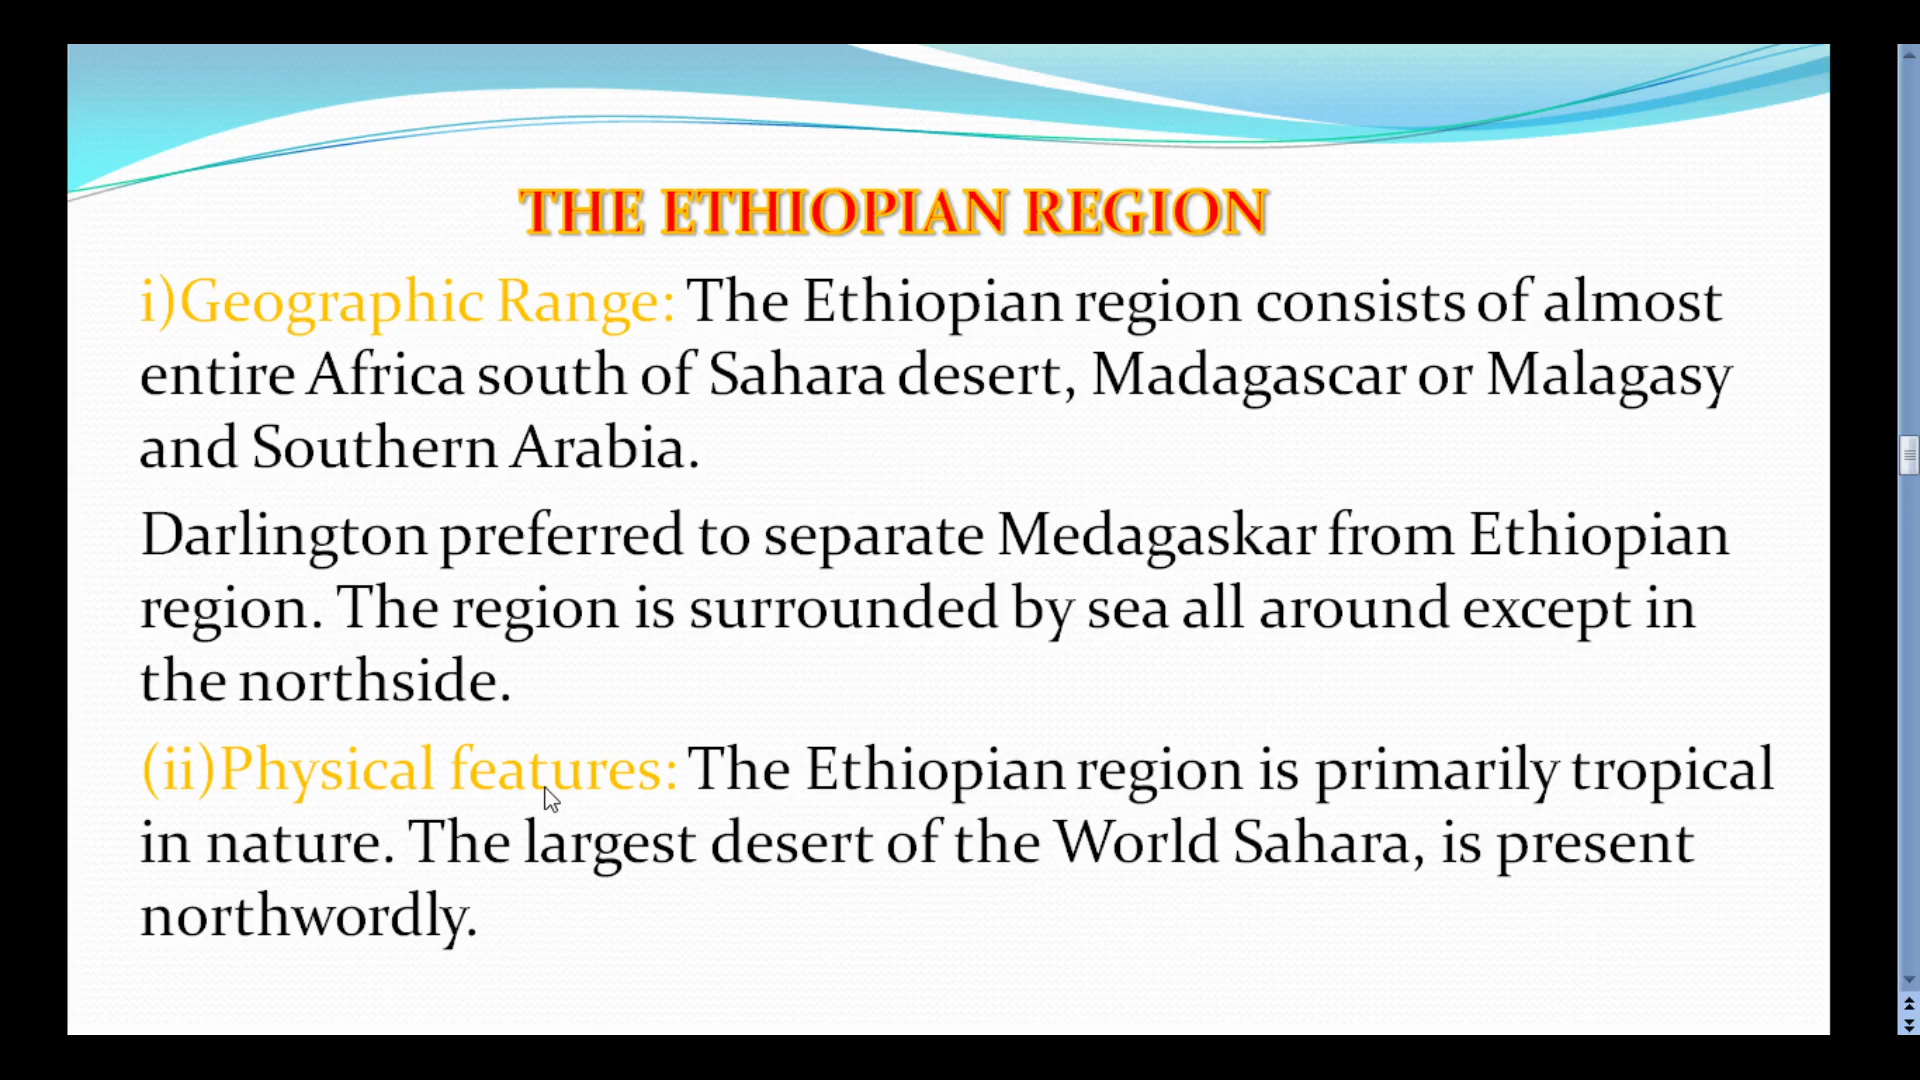 THE ETHIOPIAN REGION
i)Geographic Range: The Ethiopian region consists of almost
entire Africa south of Sahara desert, Madagascar or Malagasy
and Southern Arabia.
Darlington preferred to separate Medagaskar from Ethiopian
region. The region is surrounded by sea all around except in
the northside.
(ii)Physical features: The Ethiopian region is primarily tropical
in nature. The largest desert of the World Sahara, is present
northwordly.